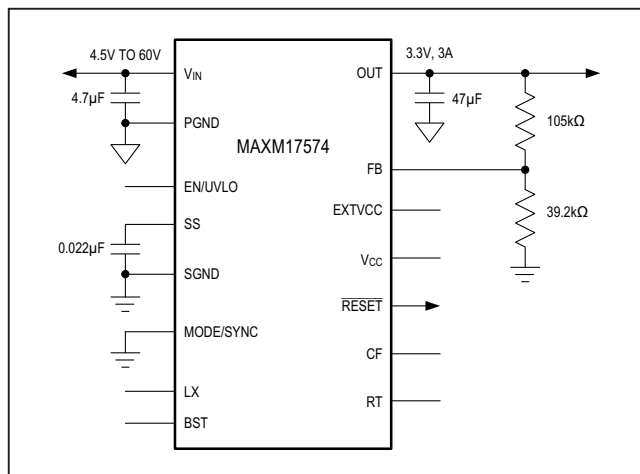 4.5V TO 60V
3.3V, 3A
VIN
OUT
4.7µF
47µF
105kΩ
PGND
MAXM17574
FB
EN/UVLO
EXTVCC
39.2kΩ
SS
0.022µF
VCC
SGND
RESET
MODE/SYNC
CF
LX
RT
BST